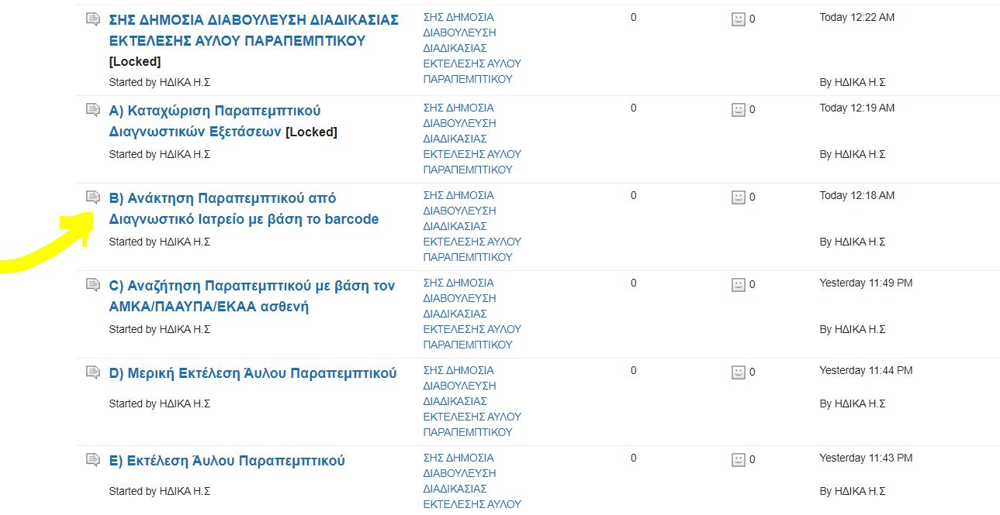 ΣΗΣ ΔΗΜΟΣΙΑ ΔΙΑΒΟΥΛΕΥΣΗ ΔΙΑΔΙΚΑΣΙΑΣ
ΕΚΤΕΛΕΣΗΣ ΑΥΛΟΥ ΠΑΡΑΠΕΜΠΤΙΚΟΥ
[Locked]
Started by ΗΔΙΚΑ Η.Σ
ΣΗΣ ΔΗΜΟΣΙΑ
ΔΙΑΒΟΥΛΕΥΣΗ
ΔΙΑΔΙΚΑΣΙΑΣ
ΕΚΤΕΛΕΣΗΣ ΑΥΛΟΥ
ΠΑΡΑΠΕΜΠΤΙΚΟΥ
0
0
Today 12:22 AM
By ΗΔΙΚΑ Η.Σ
A) Καταχώριση Παραπεμπτικού
Διαγνωστικών Εξετάσεων [Locked]
Started by ΗΔΙΚΑ Η.Σ
ΣΗΣ ΔΗΜΟΣΙΑ
ΔΙΑΒΟΥΛΕΥΣΗ
ΔΙΑΔΙΚΑΣΙΑΣ
ΕΚΤΕΛΕΣΗΣ ΑΥΛΟΥ
ΠΑΡΑΠΕΜΠΤΙΚΟΥ
0
0
Today 12:19 AM
By ΗΔΙΚΑ Η.Σ
B) Ανάκτηση Παραπεμπτικού από
Διαγνωστικό Ιατρείο με βάση το barcode
Started by ΗΔΙΚΑ Η.Σ
ΣΗΣ ΔΗΜΟΣΙΑ
ΔΙΑΒΟΥΛΕΥΣΗ
ΔΙΑΔΙΚΑΣΙΑΣ
ΕΚΤΕΛΕΣΗΣ ΑΥΛΟΥ
ΠΑΡΑΠΕΜΠΤΙΚΟΥ
0
0
Today 12:18 AM
By ΗΔΙΚΑ Η.Σ
C) Αναζήτηση Παραπεμπτικού με βάση τον
ΑΜΚΑ/ΠΑΑΥΠΑ/ΕΚΑΑ ασθενή
Started by ΗΔΙΚΑ Η.Σ
ΣΗΣ ΔΗΜΟΣΙΑ
ΔΙΑΒΟΥΛΕΥΣΗ
ΔΙΑΔΙΚΑΣΙΑΣ
ΕΚΤΕΛΕΣΗΣ ΑΥΛΟΥ
ΠΑΡΑΠΕΜΠΤΙΚΟΥ
0
0
Yesterday 11:49 PM
By ΗΔΙΚΑ Η.Σ
D) Μερική Εκτέλεση Άυλου Παραπεμπτικού
Started by ΗΔΙΚΑ Η.Σ
ΣΗΣ ΔΗΜΟΣΙΑ
ΔΙΑΒΟΥΛΕΥΣΗ
ΔΙΑΔΙΚΑΣΙΑΣ
ΕΚΤΕΛΕΣΗΣ ΑΥΛΟΥ
ΠΑΡΑΠΕΜΠΤΙΚΟΥ
0
0
Yesterday 11:44 PM
By ΗΔΙΚΑ Η.Σ
E) Εκτέλεση Άυλου Παραπεμπτικού
Started by ΗΔΙΚΑ Η.Σ
ΣΗΣ ΔΗΜΟΣΙΑ
ΔΙΑΒΟΥΛΕΥΣΗ
ΔΙΑΔΙΚΑΣΙΑΣ
ΕΚΤΕΛΕΣΗΣ ΑΥΛΟΥ
0
0
Yesterday 11:43 PM
By ΗΔΙΚΑ Η.Σ